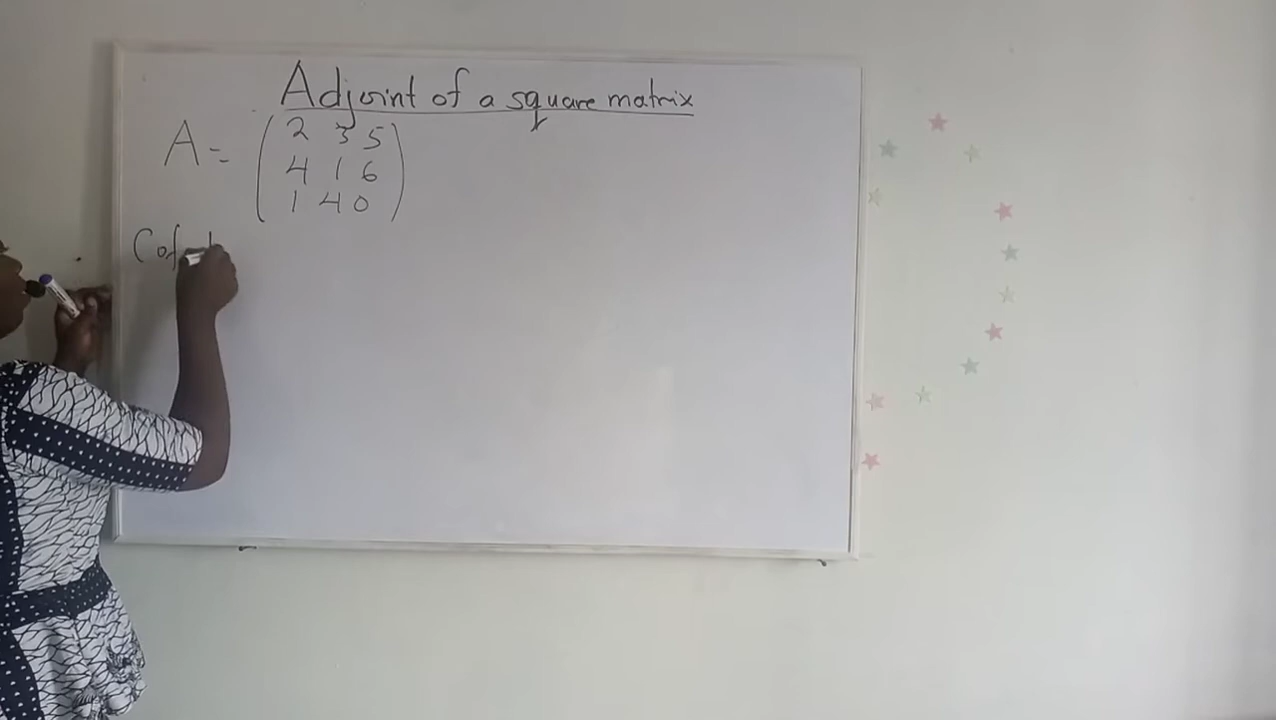 Adjoint of a square matrix
A = ( 2 3 5
4 1 6
1 4 0 )